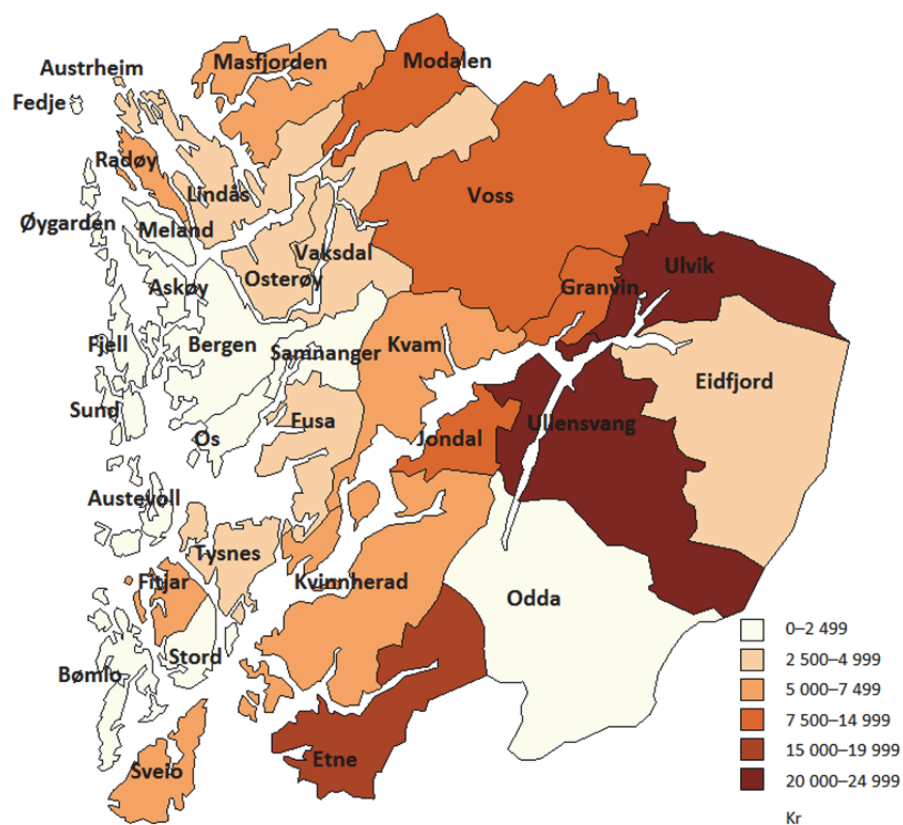 Masfjorden
Modalen
Austrheim
Fedje
Radøy
Lindås
Voss
Øygarden
Meland
Vaksdal
Osterøy
Ulvik
Askøy
Granvin
Fjell
Bergen
Samnanger
Kvam
Eidfjord
Sund
Fusa
Ullensvang
Os
Jondal
Austevoll
Tysnes
Fitjar
Kvinnherad
Odda
Stord
Bømlo
Etne
Sveio
0–2 499
2 500–4 999
5 000–7 499
7 500–14 999
15 000–19 999
20 000–24 999
Kr